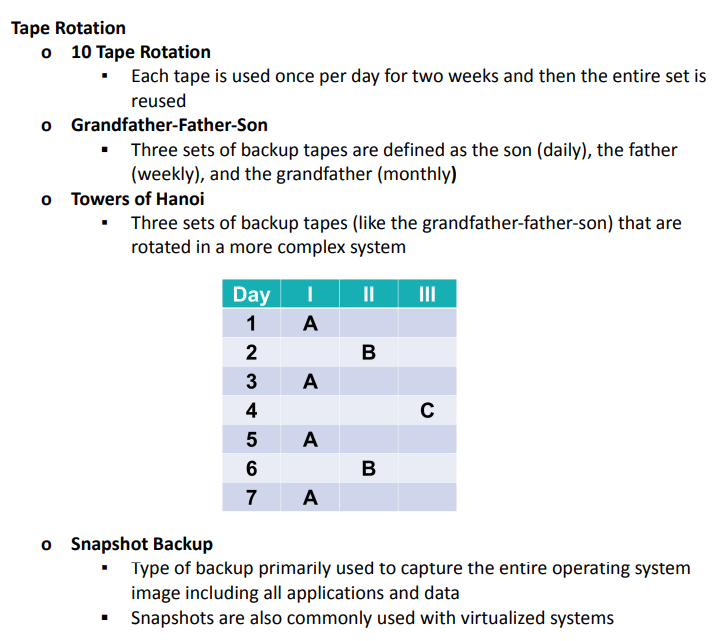 Tape Rotation
o 10 Tape Rotation
▪ Each tape is used once per day for two weeks and then the entire set is
reused
o Grandfather-Father-Son
▪ Three sets of backup tapes are defined as the son (daily), the father
(weekly), and the grandfather (monthly)
o Towers of Hanoi
▪ Three sets of backup tapes (like the grandfather-father-son) that are
rotated in a more complex system
Day I II III
1 A
2 B
3 A
4 C
5 A
6 B
7 A
o Snapshot Backup
▪ Type of backup primarily used to capture the entire operating system
image including all applications and data
▪ Snapshots are also commonly used with virtualized systems